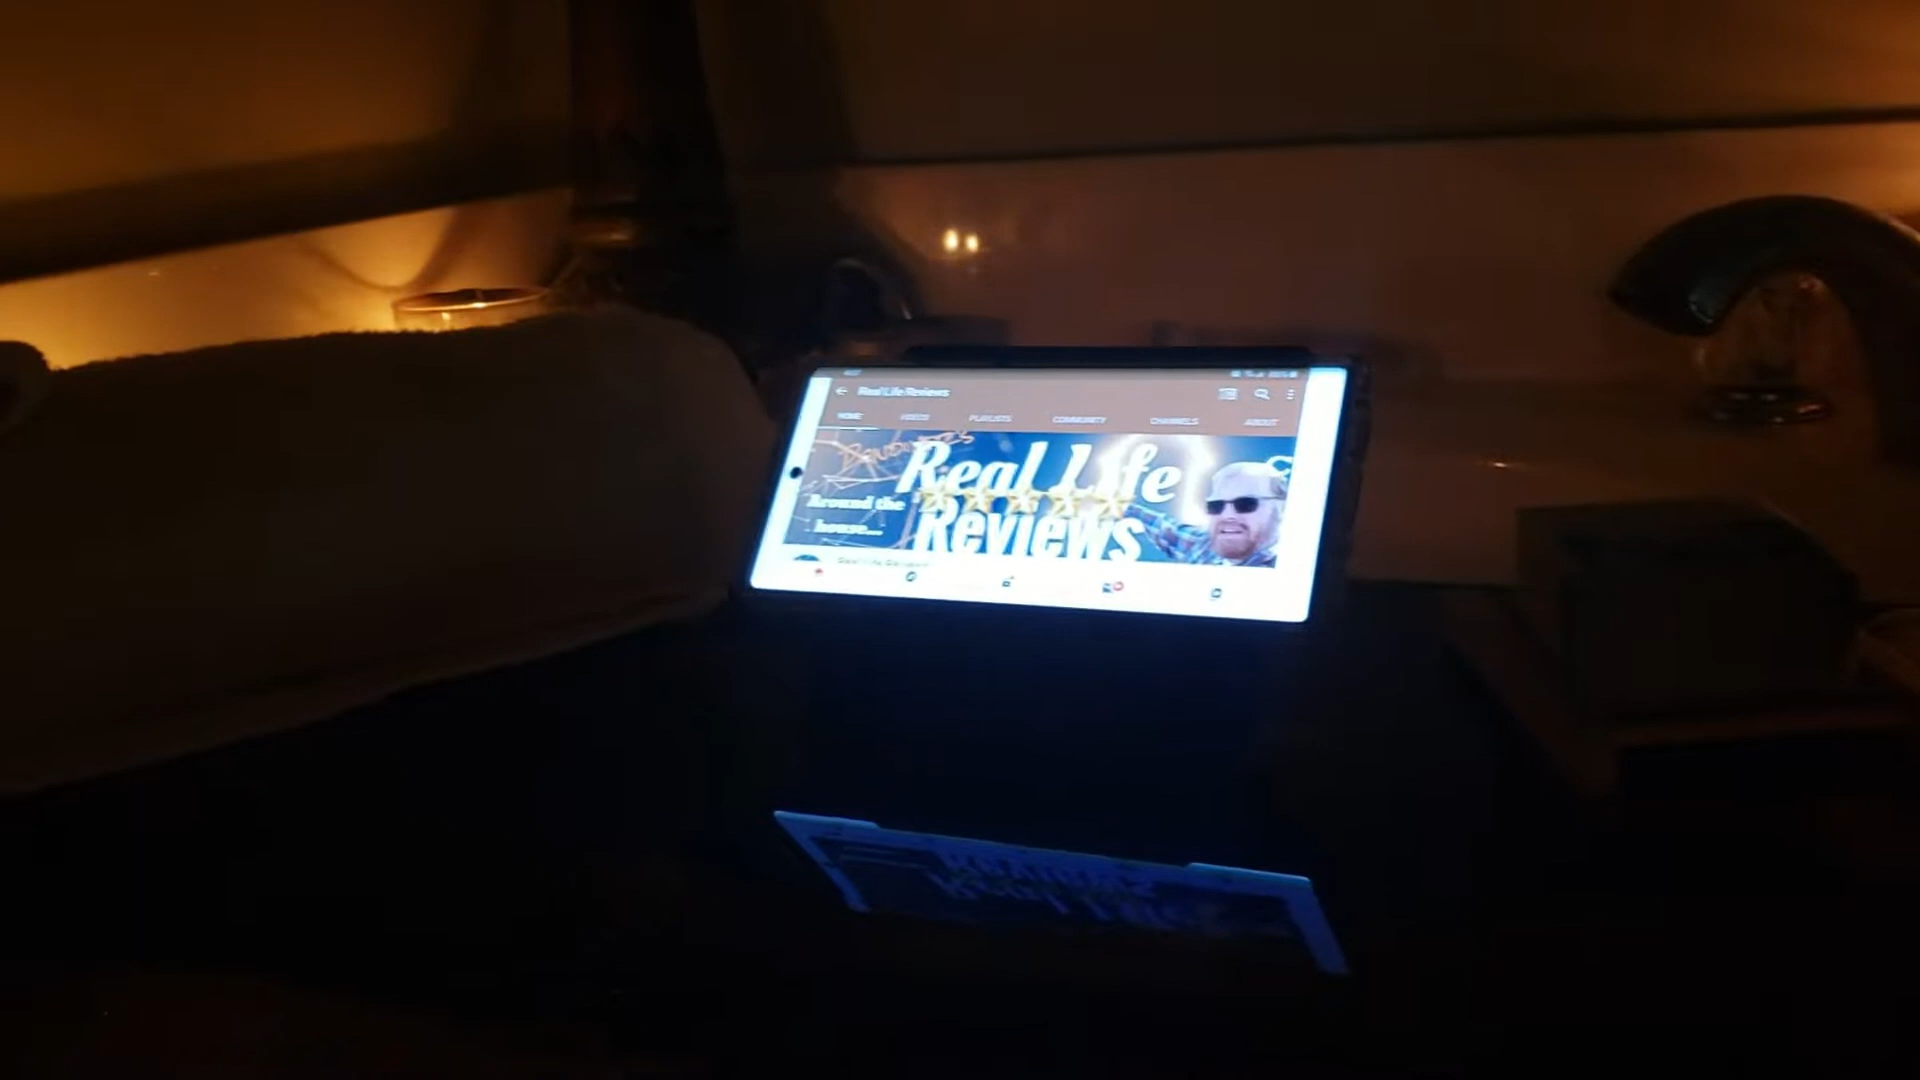 Real Life Reviews
HOME VIDEOS PLAYLISTS COMMUNITY CHANNELS ABOUT
Real Life
Reviews
Around the
house...